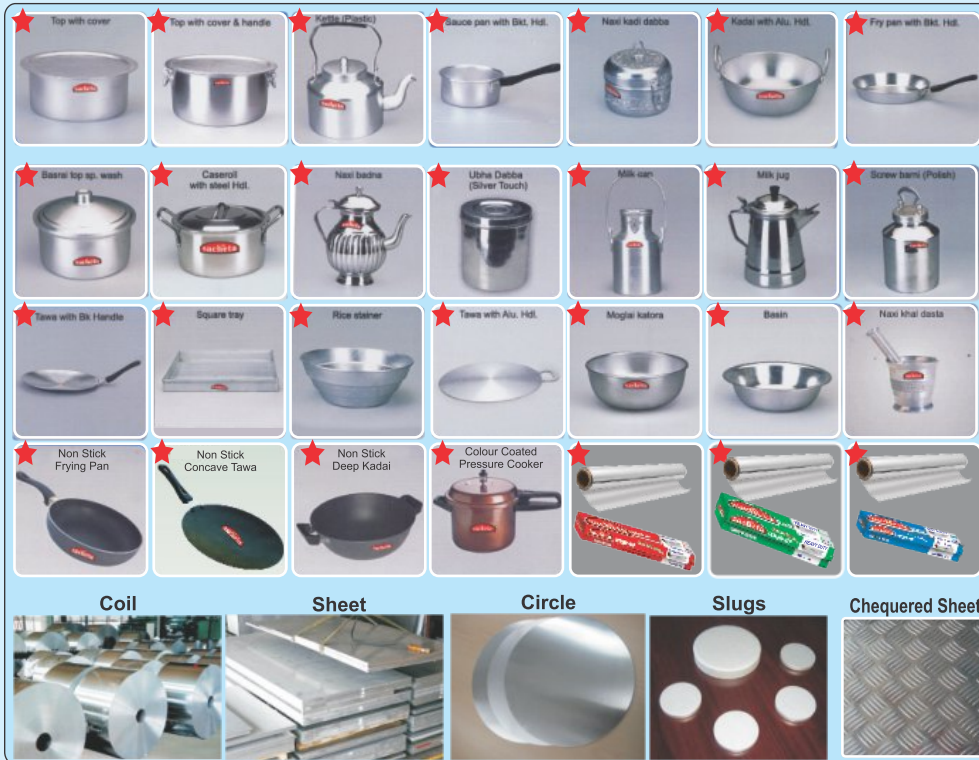 Top with cover
Top with cover & handle
Kettle (Plastic)
Sauce pan with Bkt. Hdl.
Naxi kadi dabba
Kadai with Alu. Hdl.
Fry pan with Bkt. Hdl.
Basrai top sp. wash
Caseroll
with steel Hdl.
Naxi badna
Ubha Dabba
(Silver Touch)
Milk can
Milk jug
Screw barni (Polish)
Tawa with Bk Handle
Square tray
Rice stainer
Tawa with Alu. Hdl.
Moglai katora
Basin
Naxi khal dasta
Non Stick
Frying Pan
Non Stick
Concave Tawa
Non Stick
Deep Kadai
Colour Coated
Pressure Cooker
Coil
Sheet
Circle
Slugs
Chequered Sheet